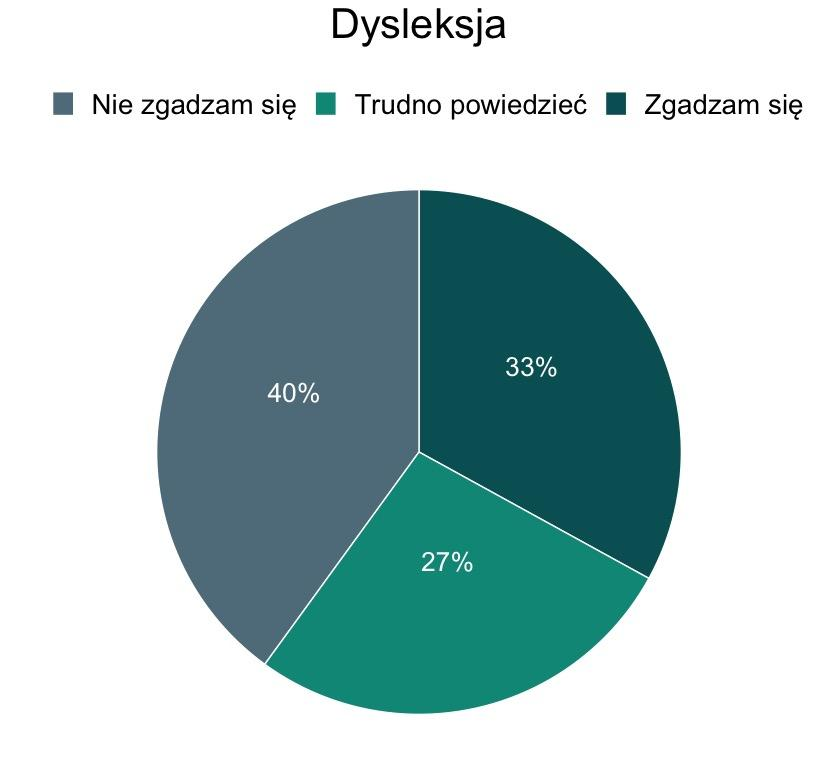 Dysleksja
Nie zgadzam się Trudno powiedzieć Zgadzam się
33%
40%
27%